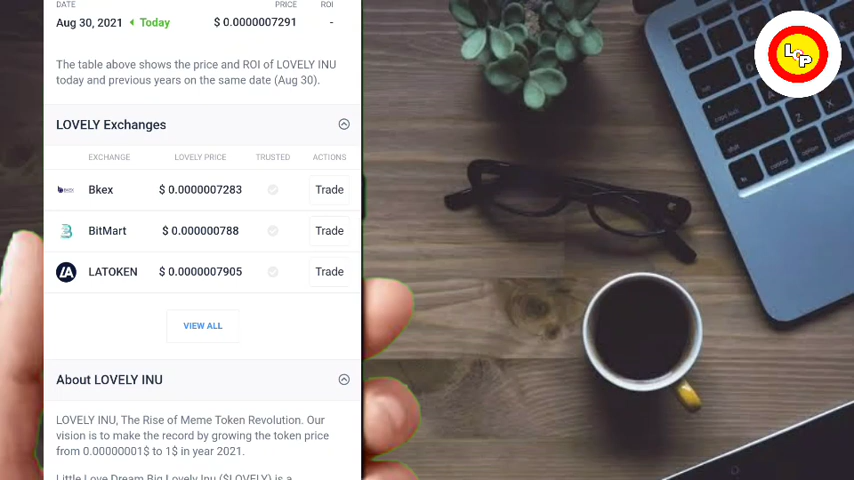 DATE PRICE ROI
Aug 30, 2021 Today $ 0.0000007291 -
The table above shows the price and ROI of LOVELY INU
today and previous years on the same date (Aug 30).
LOVELY Exchanges
EXCHANGE LOVELY PRICE TRUSTED ACTIONS
Bkex $ 0.0000007283 Trade
BitMart $ 0.000000788 Trade
LATOKEN $ 0.0000007905 Trade
VIEW ALL
About LOVELY INU
LOVELY INU, The Rise of Meme Token Revolution. Our
vision is to make the record by growing the token price
from 0.00000001$ to 1$ in year 2021.
Little Love Dream Big Lovely Inu ($LOVELY) is a
LCP